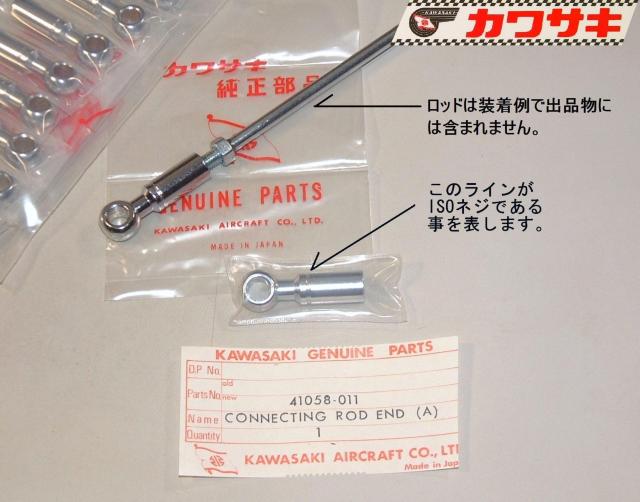 KAWASAKI
カワサキ
カワサキ
純正部品
ロッドは装着例で出品物に
は含まれません。
GENUINE PARTS
KAWASAKI AIRCRAFT CO., LTD.
MADE IN JAPAN
このラインが
ISOネジである
事を表します。
KAWASAKI GENUINE PARTS
D.P No.
old
Parts No. new 41058-011
Name CONNECTING ROD END (A)
Quantity 1
KAWASAKI AIRCRAFT CO., LT
Made in Jap